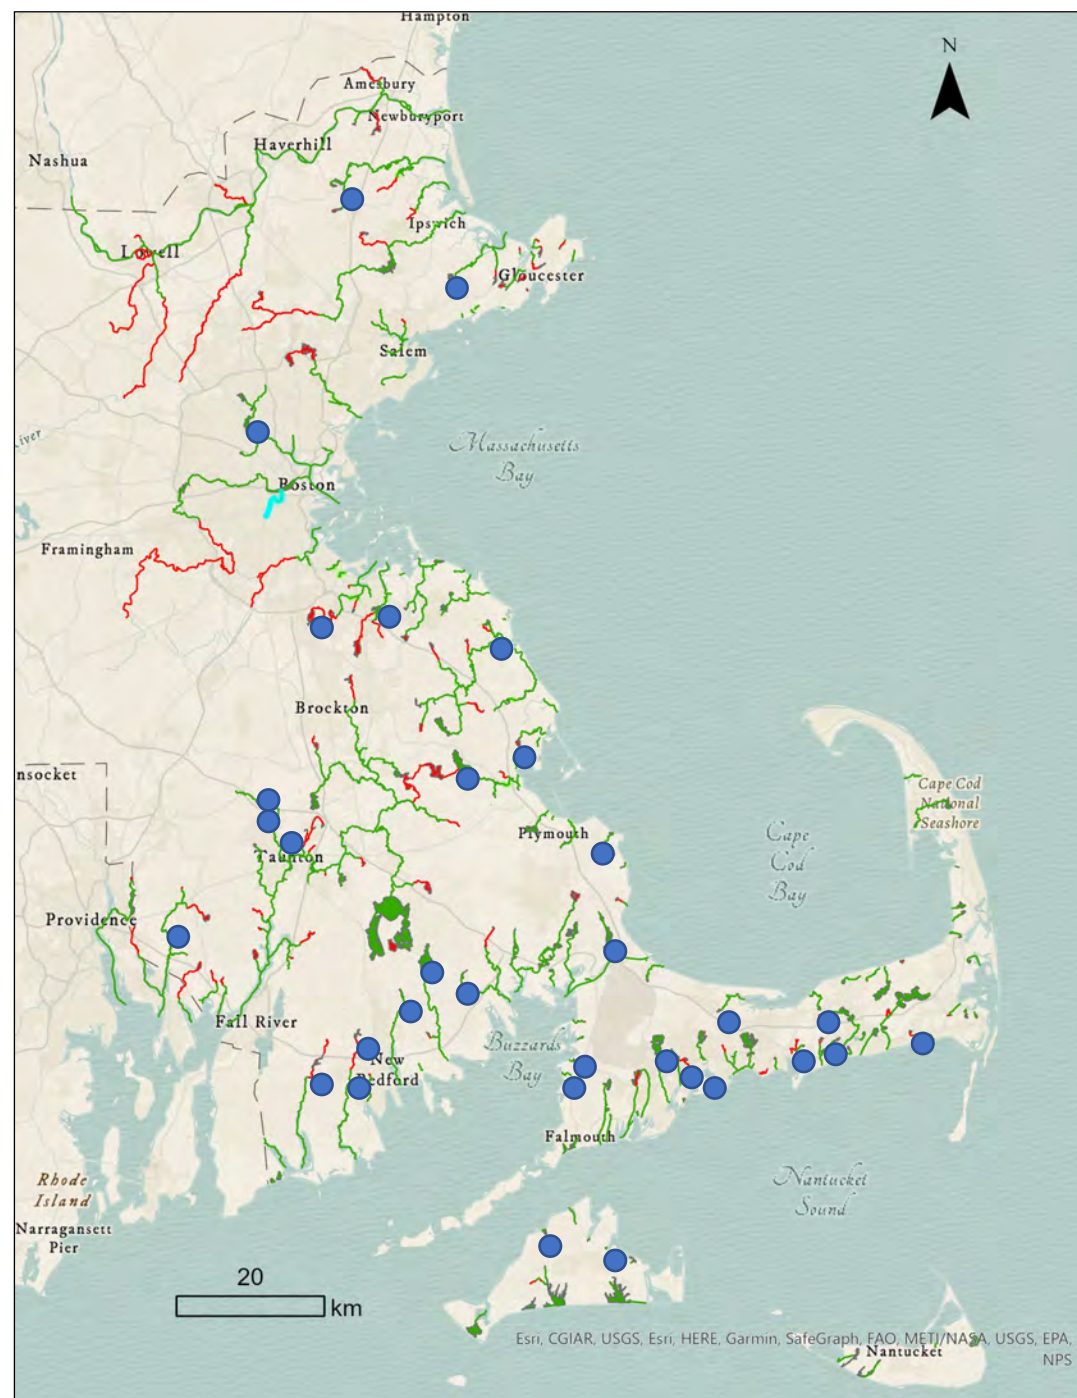 Hampton
N
Amesbury
Newburyport
Haverhill
Nashua
Ipswich
Lowell
Gloucester
Salem
River
Massachusetts
Bay
Boston
Framingham
Brockton
nsocket
Cape Cod
National
Seashore
Plymouth
Cape
Cod
Bay
Taunton
Providence
Fall River
Buzzards
Bay
New
Bedford
Falmouth
Nantucket
Sound
Rhode
Island
Narragansett
Pier
20
km
Esri, CGIAR, USGS, Esri, HERE, Garmin, SafeGraph, FAO, METI/NASA, USGS, EPA,
NPS
Nantucket